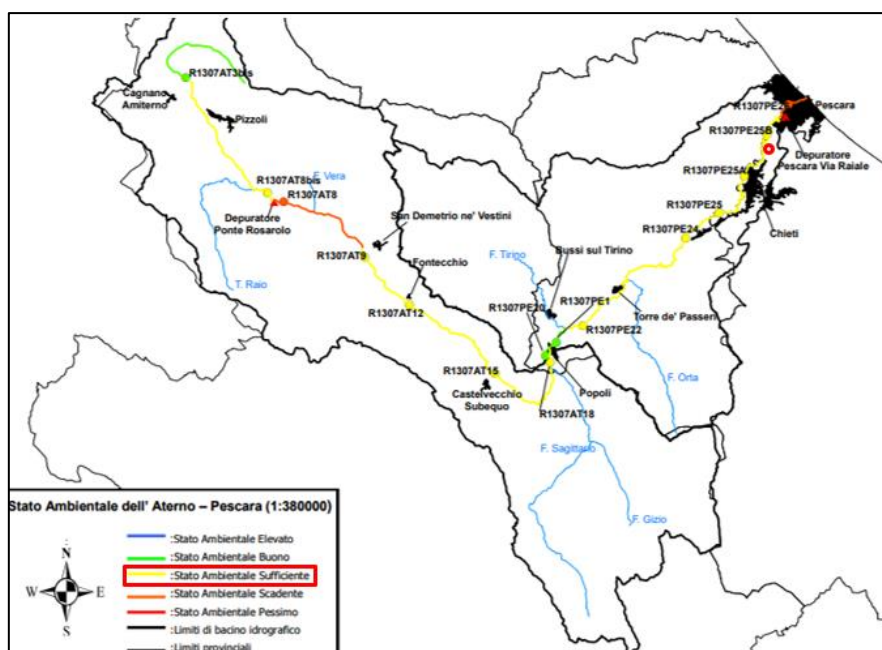 R1307AT3bis
Cagnano
Amiterno
Pizzoli
R1307AT8bis
F. Vera
R1307AT8
Depuratore
Ponte Rosarolo
San Demetrio ne' Vestini
R1307AT9
Fontecchio
T. Raio
R1307AT12
R1307AT15
Castelvecchio
Subequo
R1307AT18
Popoli
F. Sagittario
F. Gizio
F. Tirino
Bussi sul Tirino
R1307PE20
R1307PE1
R1307PE22
Torre de' Passeri
F. Orta
R1307PE24
R1307PE25
R1307PE25A
Chieti
R1307PE25B
Depuratore
Pescara Via Raiale
Pescara
Stato Ambientale dell' Aterno – Pescara (1:380000)
N
W
E
S
:Stato Ambientale Elevato
:Stato Ambientale Buono
:Stato Ambientale Sufficiente
:Stato Ambientale Scadente
:Stato Ambientale Pessimo
:Limiti di bacino idrografico
:Limiti provinciali